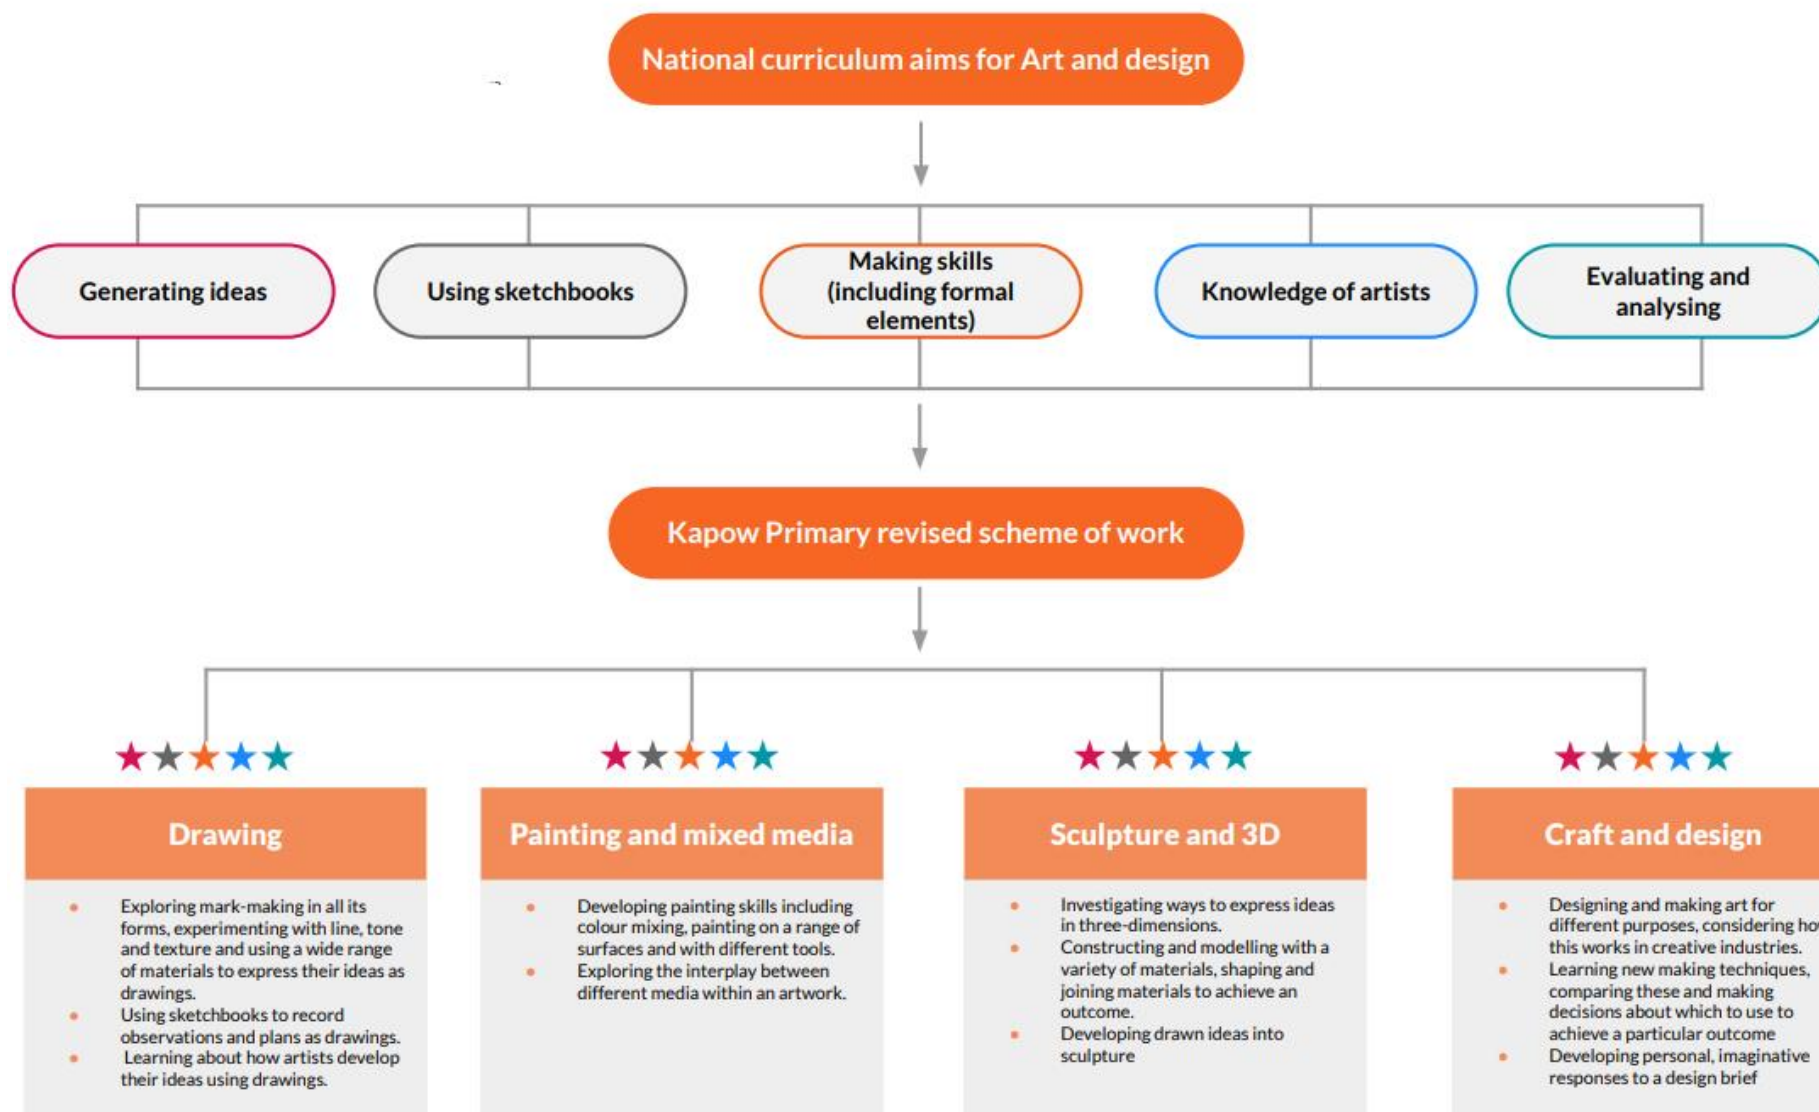 National curriculum aims for Art and design
Generating ideas
Using sketchbooks
Making skills
(including formal
elements)
Knowledge of artists
Evaluating and
analysing
Kapow Primary revised scheme of work
Drawing
• Exploring mark-making in all its
forms, experimenting with line, tone
and texture and using a wide range
of materials to express their ideas as
drawings.
• Using sketchbooks to record
observations and plans as drawings.
• Learning about how artists develop
their ideas using drawings.
Painting and mixed media
• Developing painting skills including
colour mixing, painting on a range of
surfaces and with different tools.
• Exploring the interplay between
different media within an artwork.
Sculpture and 3D
• Investigating ways to express ideas
in three-dimensions.
• Constructing and modelling with a
variety of materials, shaping and
joining materials to achieve an
outcome.
• Developing drawn ideas into
sculpture
Craft and design
• Designing and making art for
different purposes, considering
this works in creative industries.
• Learning new making techniques,
comparing these and making
decisions about which to use to
achieve a particular outcome
• Developing personal, imaginative
responses to a design brief